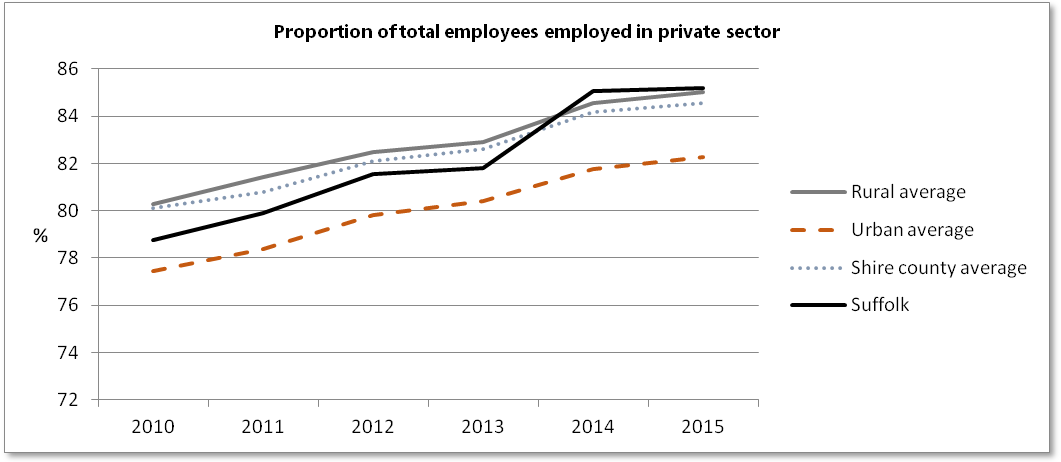 Proportion of total employees employed in private sector
86
84
82
80
%
78
76
74
72
2010 2011 2012 2013 2014 2015
Rural average
Urban average
Shire county average
Suffolk